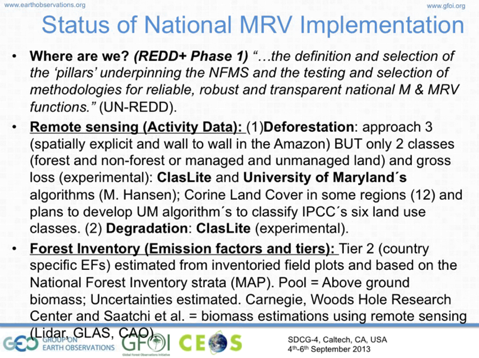 www.earthobservations.org
www.gfoi.org
Status of National MRV Implementation
• Where are we? (REDD+ Phase 1) “…the definition and selection of
the ‘pillars’ underpinning the NFMS and the testing and selection of
methodologies for reliable, robust and transparent national M & MRV
functions.” (UN-REDD).
• Remote sensing (Activity Data): (1)Deforestation: approach 3
(spatially explicit and wall to wall in the Amazon) BUT only 2 classes
(forest and non-forest or managed and unmanaged land) and gross
loss (experimental): ClasLite and University of Maryland´s
algorithms (M. Hansen); Corine Land Cover in some regions (12) and
plans to develop UM algorithm´s to classify IPCC´s six land use
classes. (2) Degradation: ClasLite (experimental).
• Forest Inventory (Emission factors and tiers): Tier 2 (country
specific EFs) estimated from inventoried field plots and based on the
National Forest Inventory strata (MAP). Pool = Above ground
biomass; Uncertainties estimated. Carnegie, Woods Hole Research
Center and Saatchi et al. = biomass estimations using remote sensing
(Lidar, GLAS, CAO)
GEO GROUP ON
EARTH OBSERVATIONS
GFOI
CEOS
SDCG-4, Caltech, CA, USA
4th-6th September 2013